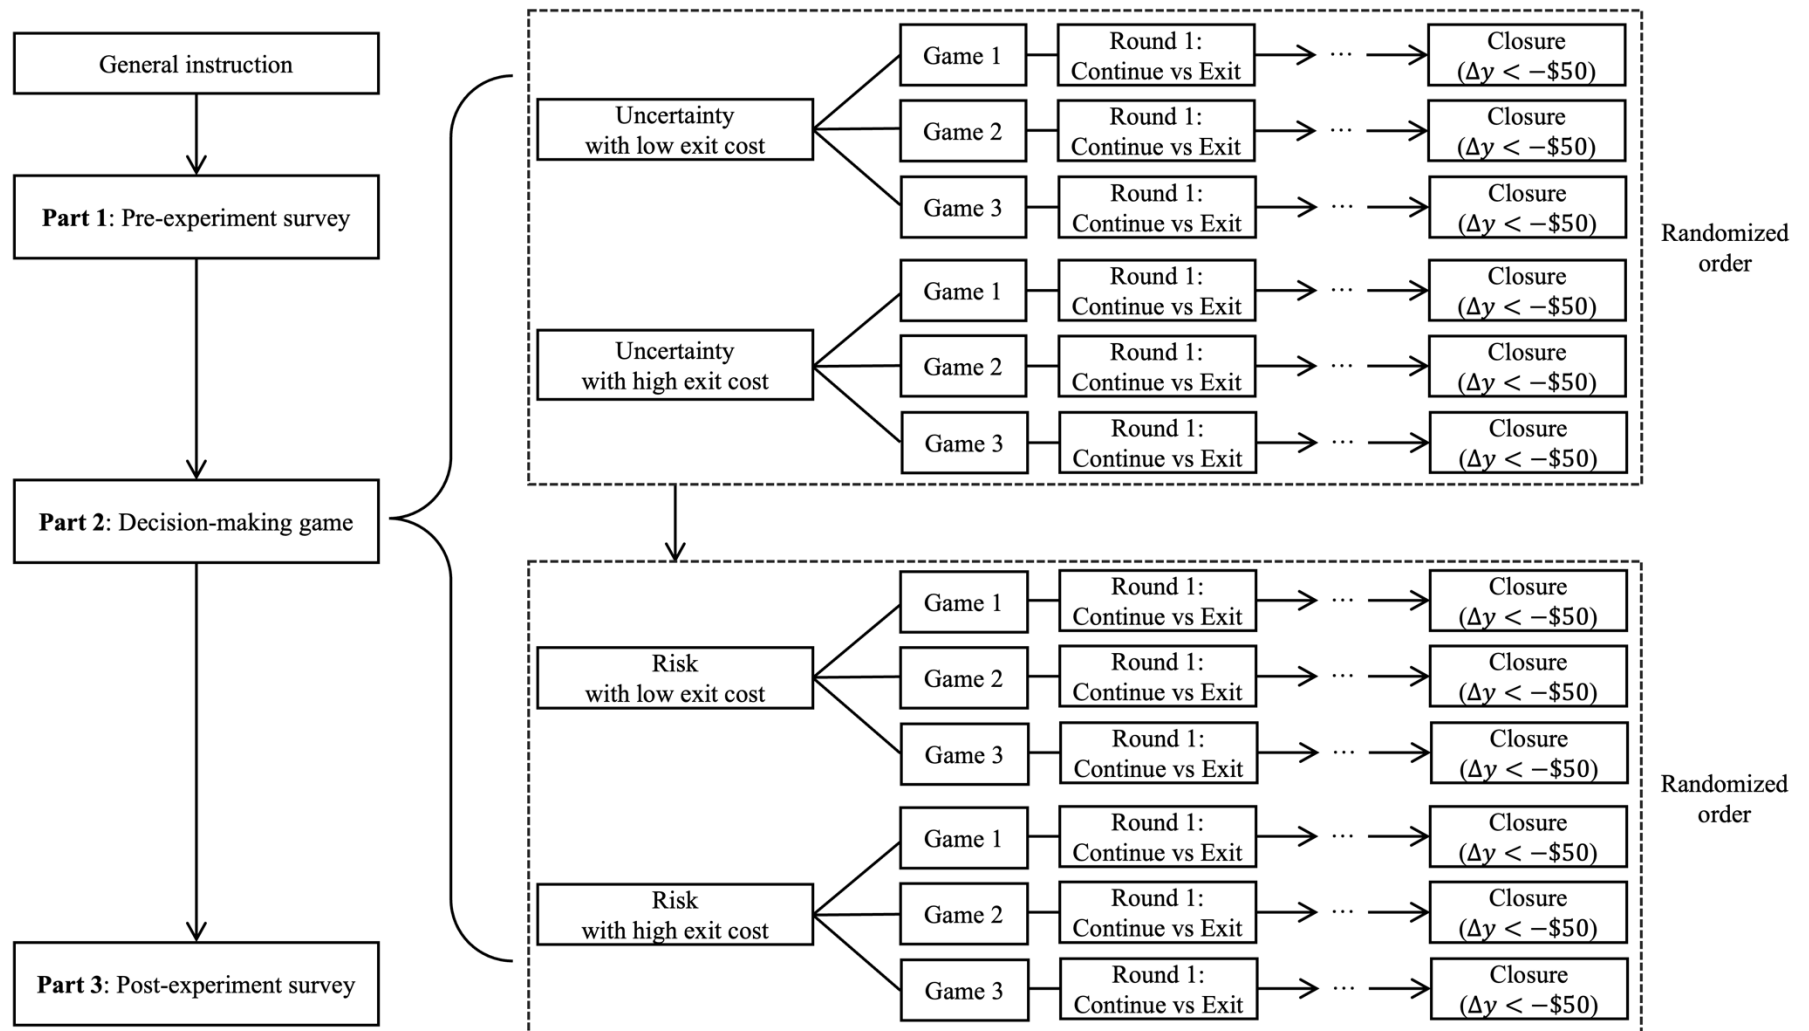 General instruction
Part 1: Pre-experiment survey
Part 2: Decision-making game
Part 3: Post-experiment survey
Uncertainty
with low exit cost
Game 1
Round 1:
Continue vs Exit
...
Closure
(Δy < −$50)
Game 2
Round 1:
Continue vs Exit
...
Closure
(Δy < −$50)
Game 3
Round 1:
Continue vs Exit
...
Closure
(Δy < −$50)
Uncertainty
with high exit cost
Game 1
Round 1:
Continue vs Exit
...
Closure
(Δy < −$50)
Game 2
Round 1:
Continue vs Exit
...
Closure
(Δy < −$50)
Game 3
Round 1:
Continue vs Exit
...
Closure
(Δy < −$50)
Randomized
order
Risk
with low exit cost
Game 1
Round 1:
Continue vs Exit
...
Closure
(Δy < −$50)
Game 2
Round 1:
Continue vs Exit
...
Closure
(Δy < −$50)
Game 3
Round 1:
Continue vs Exit
...
Closure
(Δy < −$50)
Risk
with high exit cost
Game 1
Round 1:
Continue vs Exit
...
Closure
(Δy < −$50)
Game 2
Round 1:
Continue vs Exit
...
Closure
(Δy < −$50)
Game 3
Round 1:
Continue vs Exit
...
Closure
(Δy < −$50)
Randomized
order